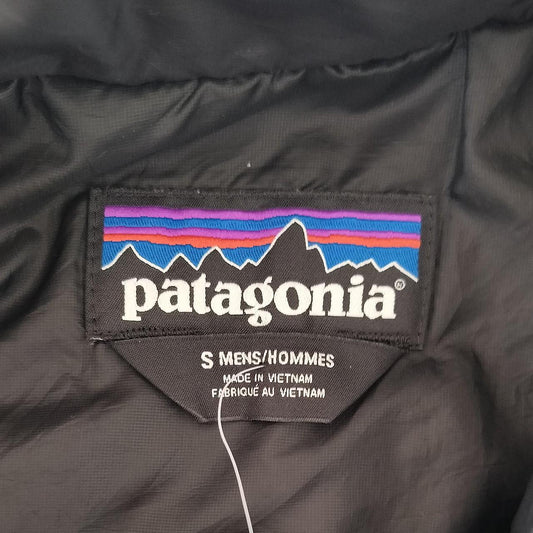 patagonia®
S MENS/HOMMES
MADE IN VIETNAM
FABRIQUÉ AU VIETNAM